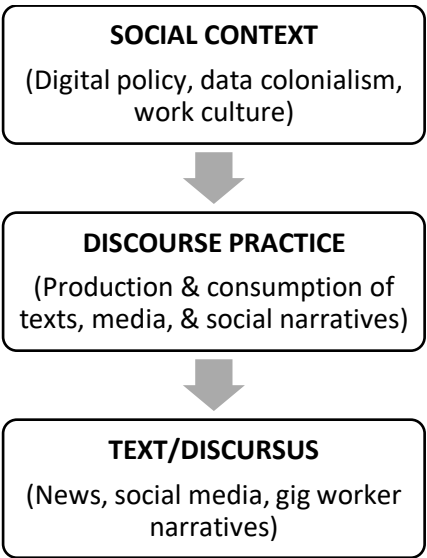 SOCIAL CONTEXT
(Digital policy, data colonialism,
work culture)
DISCOURSE PRACTICE
(Production & consumption of
texts, media, & social narratives)
TEXT/DISCURSUS
(News, social media, gig worker
narratives)